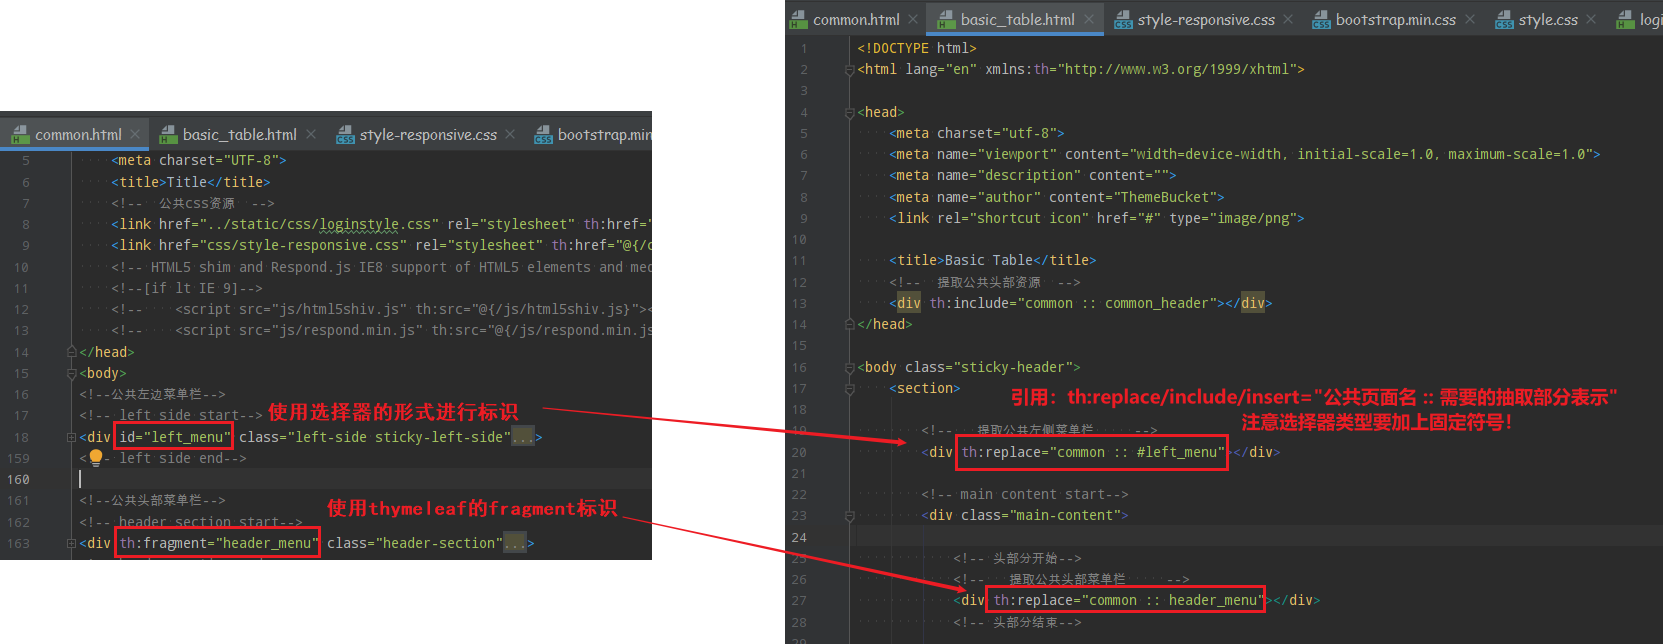 common.html
basic_table.html
style-responsive.css
bootstrap.min
5 <meta charset="UTF-8">
6 <title>Title</title>
7 <!-- 公共css资源 -->
8 <link href="../static/css/loginstyle.css" rel="stylesheet" th:href="
9 <link href="css/style-responsive.css" rel="stylesheet" th:href="@{/c
10 <!-- HTML5 shim and Respond.js IE8 support of HTML5 elements and med
11 <!--[if lt IE 9]-->
12 <!-- <script src="js/html5shiv.js" th:src="@{/js/html5shiv.js}"><
13 <!-- <script src="js/respond.min.js" th:src="@{/js/respond.min.js
14 </head>
15 <body>
16 <!--公共左边菜单栏-->
17 <!-- left side start-->
使用选择器的形式进行标识
18 <div id="left_menu" class="left-side sticky-left-side"...>
159 left side end-->
160
161 <!--公共头部菜单栏-->
使用thymeleaf的fragment标识
162 <!-- header section start-->
163 <div th:fragment="header_menu" class="header-section"...>
common.html
basic_table.html
style-responsive.css
bootstrap.min.css
style.css
logi
1 <!DOCTYPE html>
2 <html lang="en" xmlns:th="http://www.w3.org/1999/xhtml">
3
4 <head>
5 <meta charset="utf-8">
6 <meta name="viewport" content="width=device-width, initial-scale=1.0, maximum-scale=1.0">
7 <meta name="description" content="">
8 <meta name="author" content="ThemeBucket">
9 <link rel="shortcut icon" href="#" type="image/png">
10
11 <title>Basic Table</title>
12 <!-- 提取公共头部资源 -->
13 <div th:include="common :: common_header"></div>
14 </head>
15
16 <body class="sticky-header">
17 <section>
引用：th:replace/include/insert="公共页面名 :: 需要的抽取部分表示"
18
注意选择器类型要加上固定符号！
19 <!-- 提取公共左侧菜单栏 -->
20 <div th:replace="common :: #left_menu"></div>
21
22 <!-- main content start-->
23 <div class="main-content">
24
25 <!-- 头部分开始-->
26 <!-- 提取公共头部菜单栏 -->
27 <div th:replace="common :: header_menu"></div>
28 <!-- 头部分结束-->
29